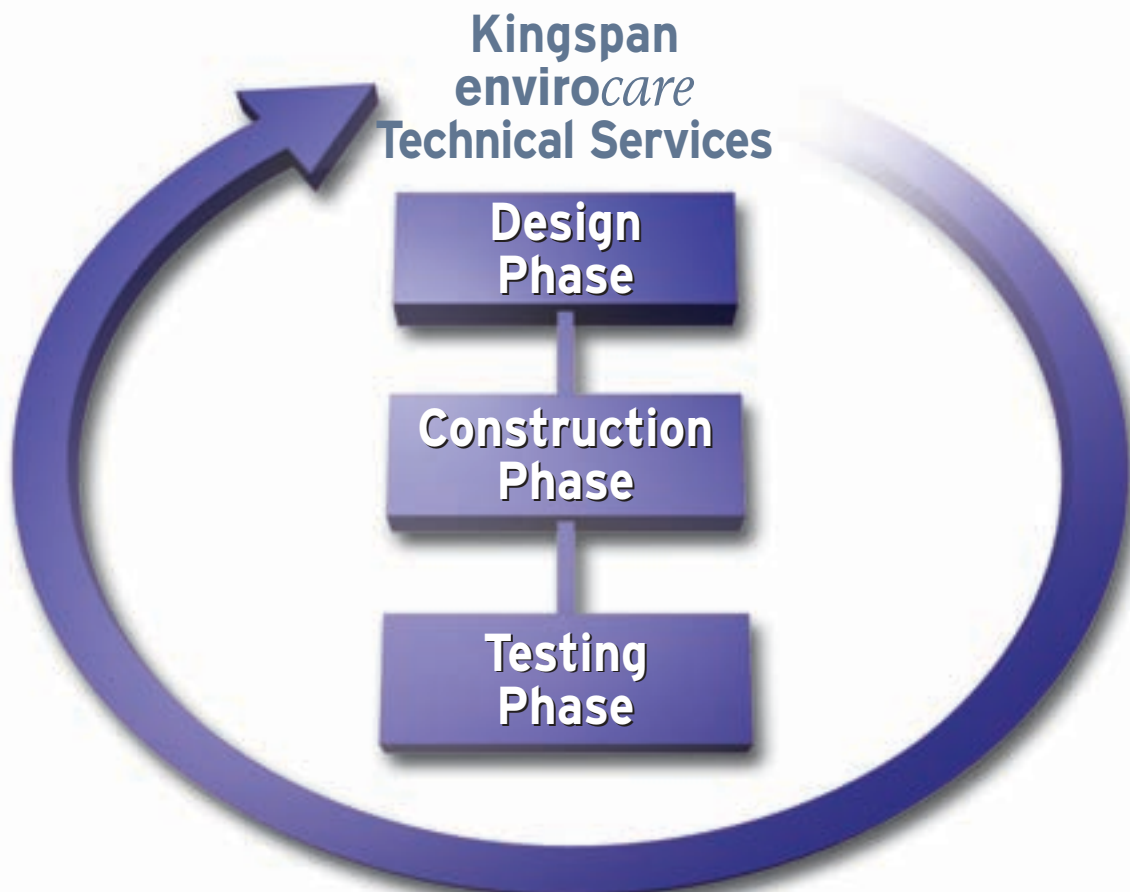 Kingspan
envirocare
Technical Services
Design
Phase
Construction
Phase
Testing
Phase